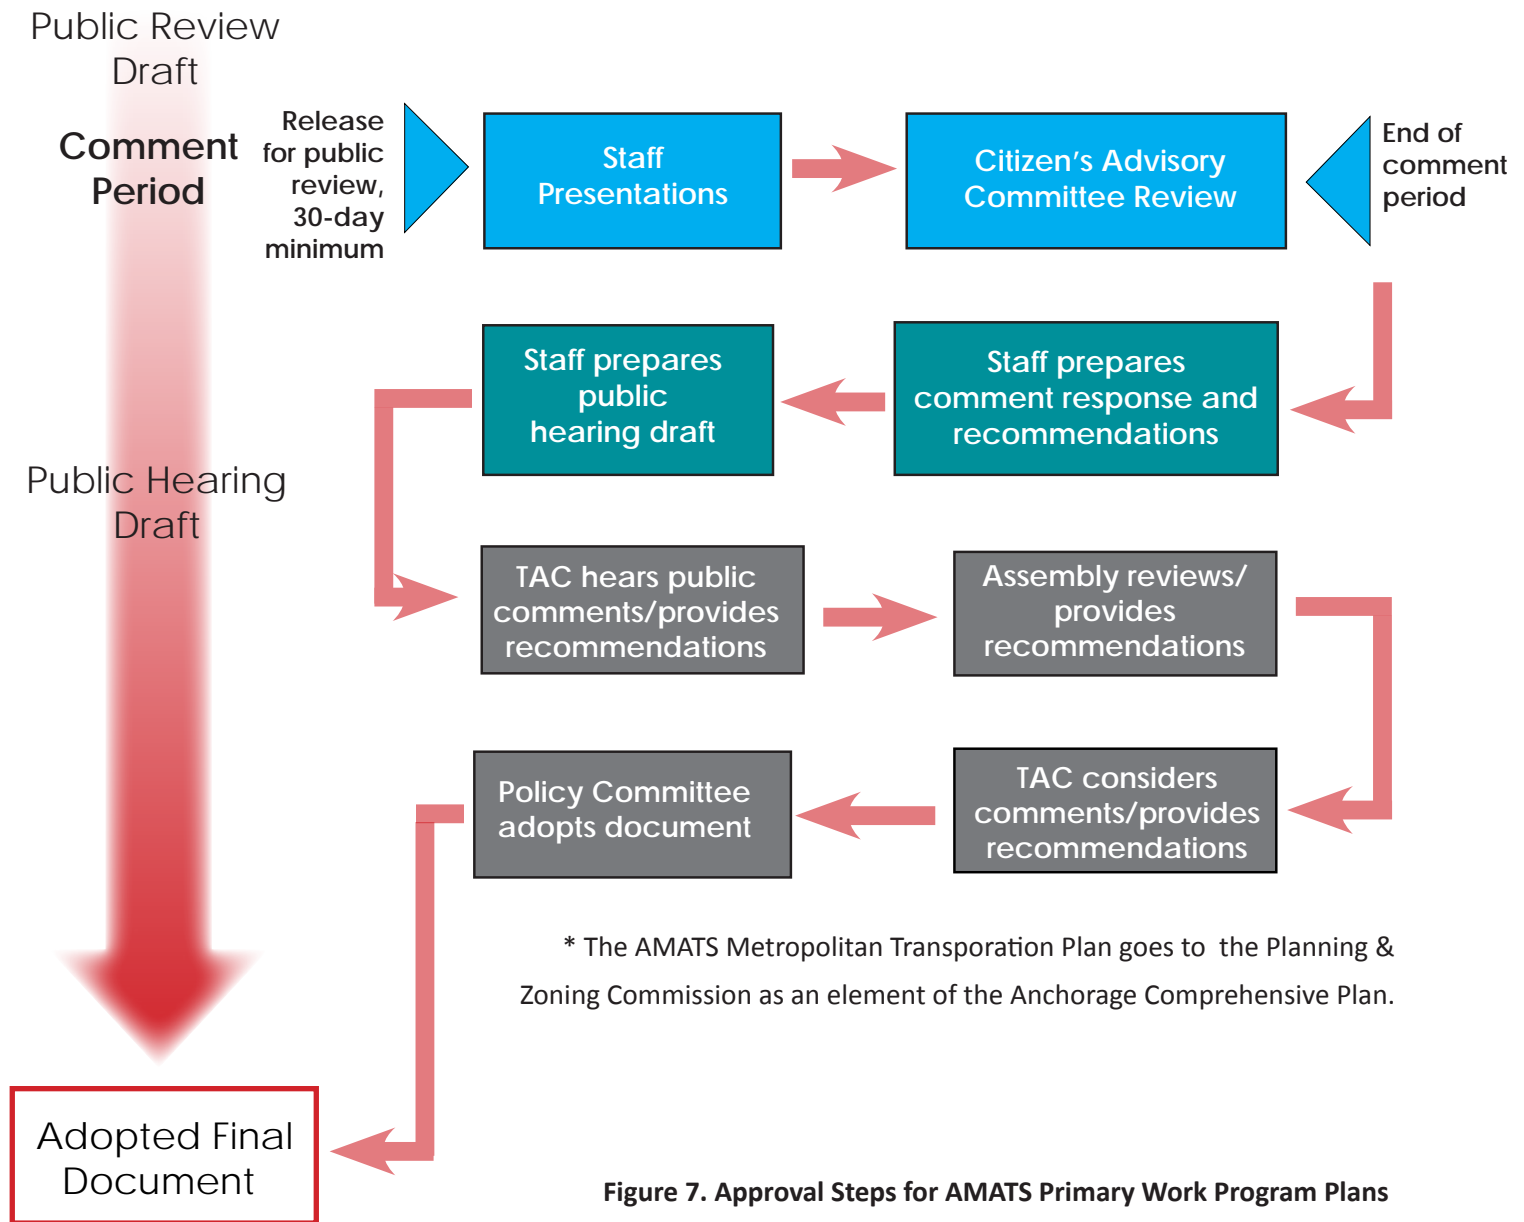 Public Review
Draft
Comment
Period
Release
for public
review,
30-day
minimum
Staff
Presentations
Citizen's Advisory
Committee Review
End of
comment
period
Staff prepares
comment response and
recommendations
Staff prepares
public
hearing draft
Public Hearing
Draft
TAC hears public
comments/provides
recommendations
Assembly reviews/
provides
recommendations
TAC considers
comments/provides
recommendations
Policy Committee
adopts document
* The AMATS Metropolitan Transporation Plan goes to the Planning &
Zoning Commission as an element of the Anchorage Comprehensive Plan.
Adopted Final
Document
Figure 7. Approval Steps for AMATS Primary Work Program Plans